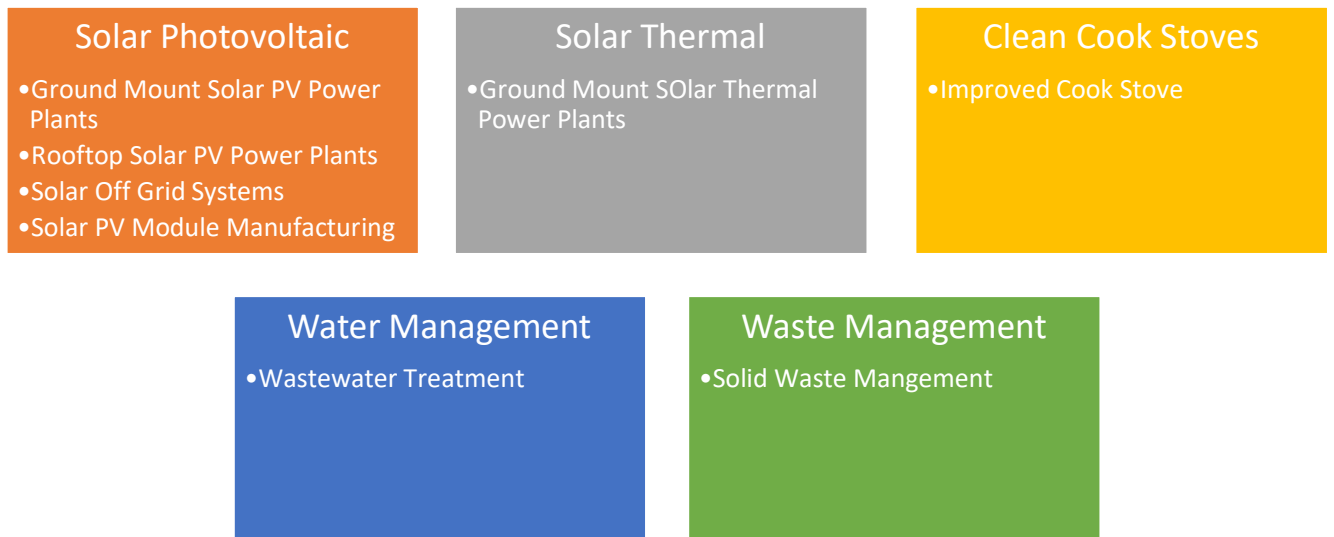 Solar Photovoltaic
•Ground Mount Solar PV Power
Plants
•Rooftop Solar PV Power Plants
•Solar Off Grid Systems
•Solar PV Module Manufacturing
Solar Thermal
•Ground Mount SOlar Thermal
Power Plants
Clean Cook Stoves
•Improved Cook Stove
Water Management
•Wastewater Treatment
Waste Management
•Solid Waste Mangement